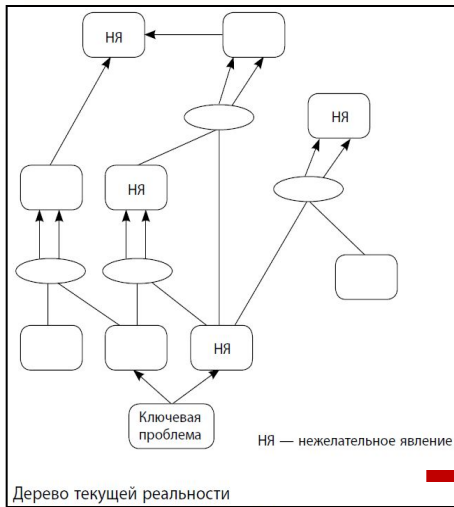 НЯ
НЯ
НЯ
НЯ
Ключевая
проблема
НЯ — нежелательное явление
Дерево текущей реальности